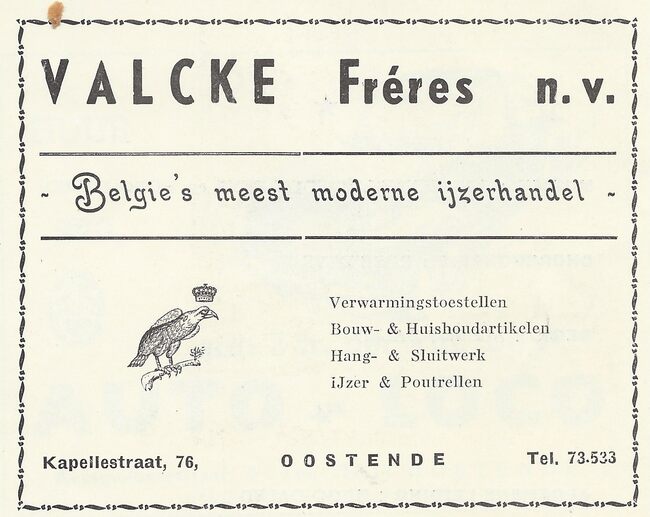 VALCKE Fréres n.v.
- Belgie's meest moderne ijzerhandel -
Verwarmingstoestellen
Bouw- & Huishoudartikelen
Hang- & Sluitwerk
iJzer & Poutrellen
Kapellestraat, 76, OOSTENDE Tel. 73.533